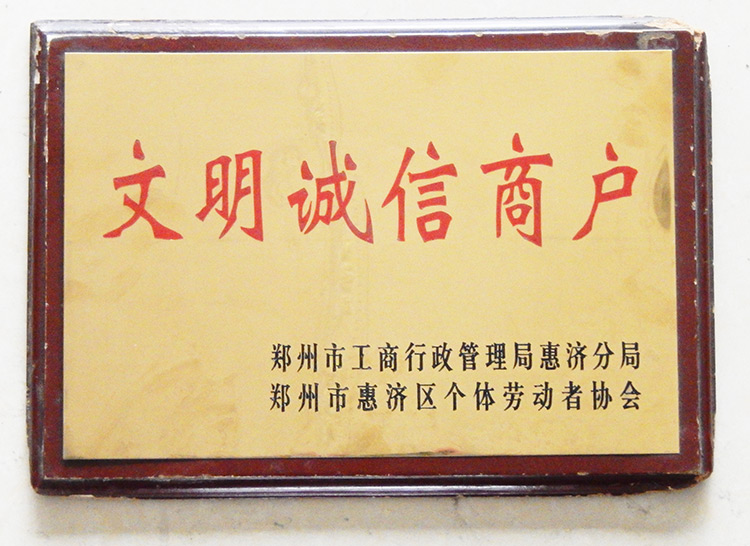 文明诚信商户
郑州市工商行政管理局惠济分局
郑州市惠济区个体劳动者协会